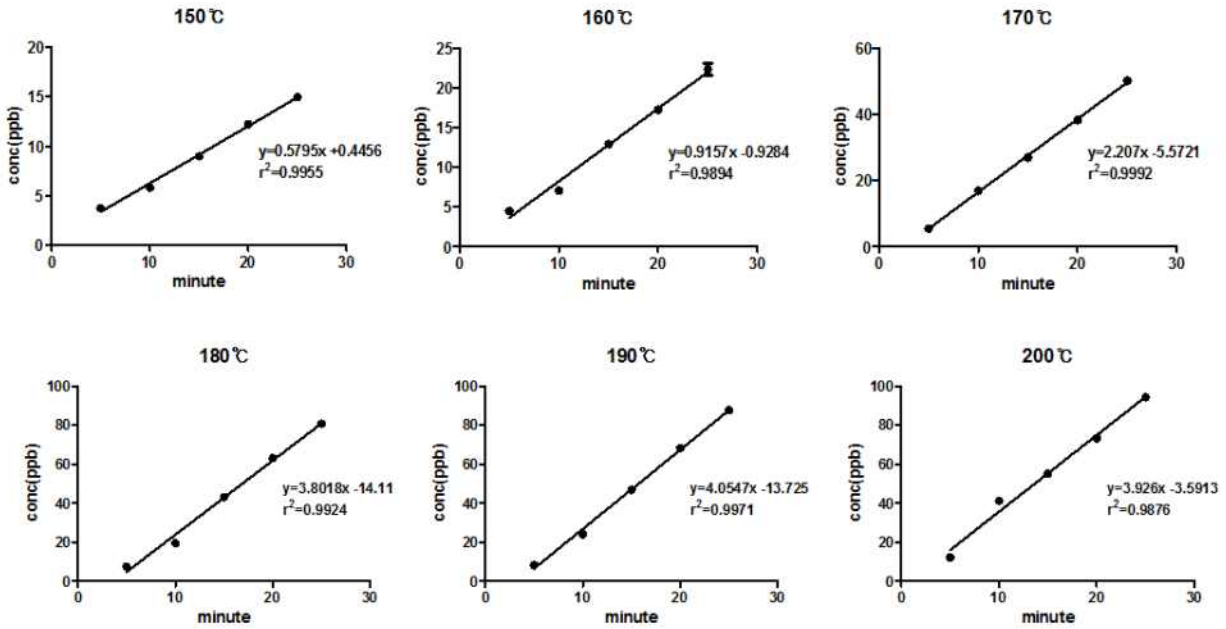 150℃
20
15
10
5
0
conc(ppb)
y=0.5795x +0.4456
r²=0.9955
0 10 20 30
minute
160℃
25
20
15
10
5
0
conc(ppb)
y=0.9157x -0.9284
r²=0.9894
0 10 20 30
minute
170℃
60
40
20
0
conc(ppb)
y=2.207x -5.5721
r²=0.9992
0 10 20 30
minute
180℃
100
80
60
40
20
0
conc(ppb)
y=3.8018x -14.11
r²=0.9924
0 10 20 30
minute
190℃
100
80
60
40
20
0
conc(ppb)
y=4.0547x -13.725
r²=0.9971
0 10 20 30
minute
200℃
100
80
60
40
20
0
conc(ppb)
y=3.926x -3.5913
r²=0.9876
0 10 20 30
minute